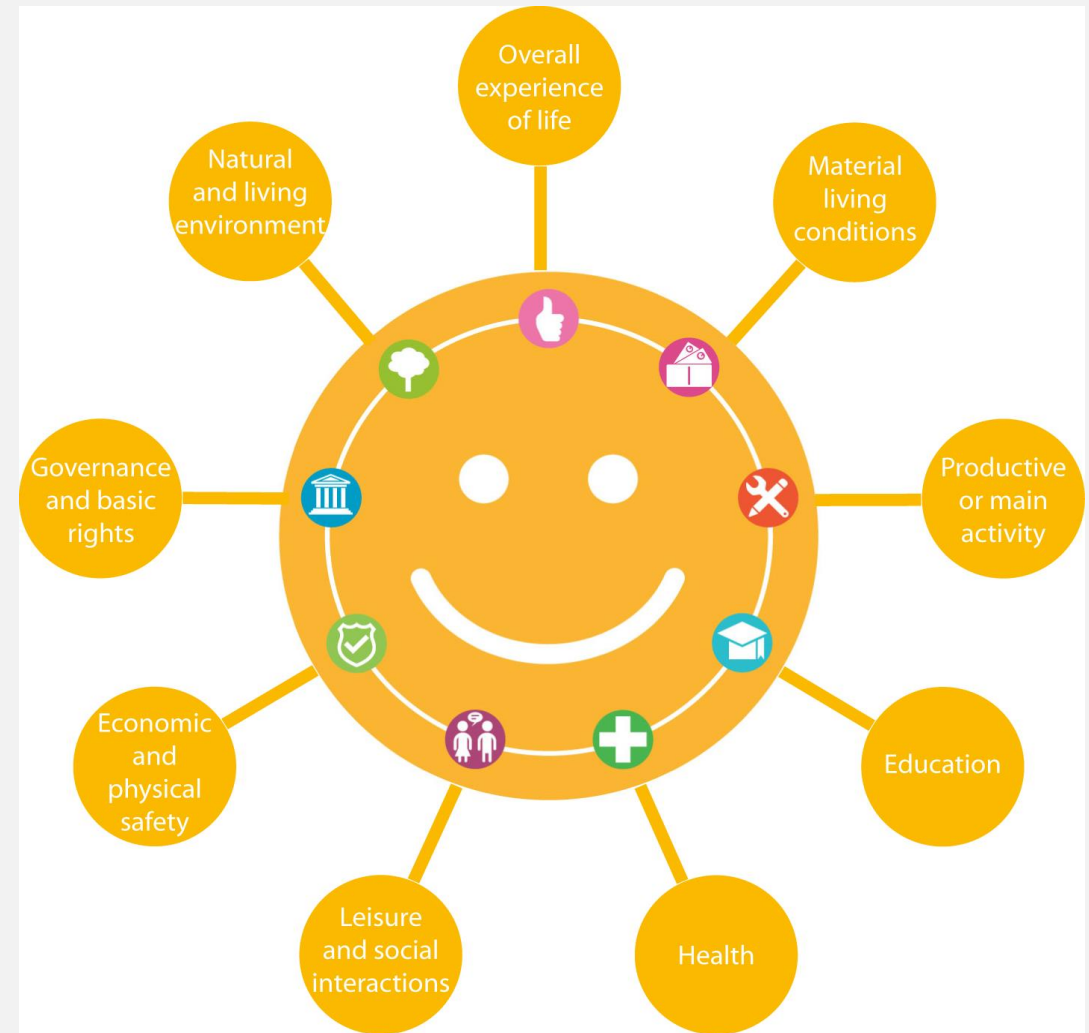 Overall
experience
of life
Material
living
conditions
Productive
or main
activity
Education
Health
Leisure
and social
interactions
Economic
and
physical
safety
Governance
and basic
rights
Natural
and living
environment